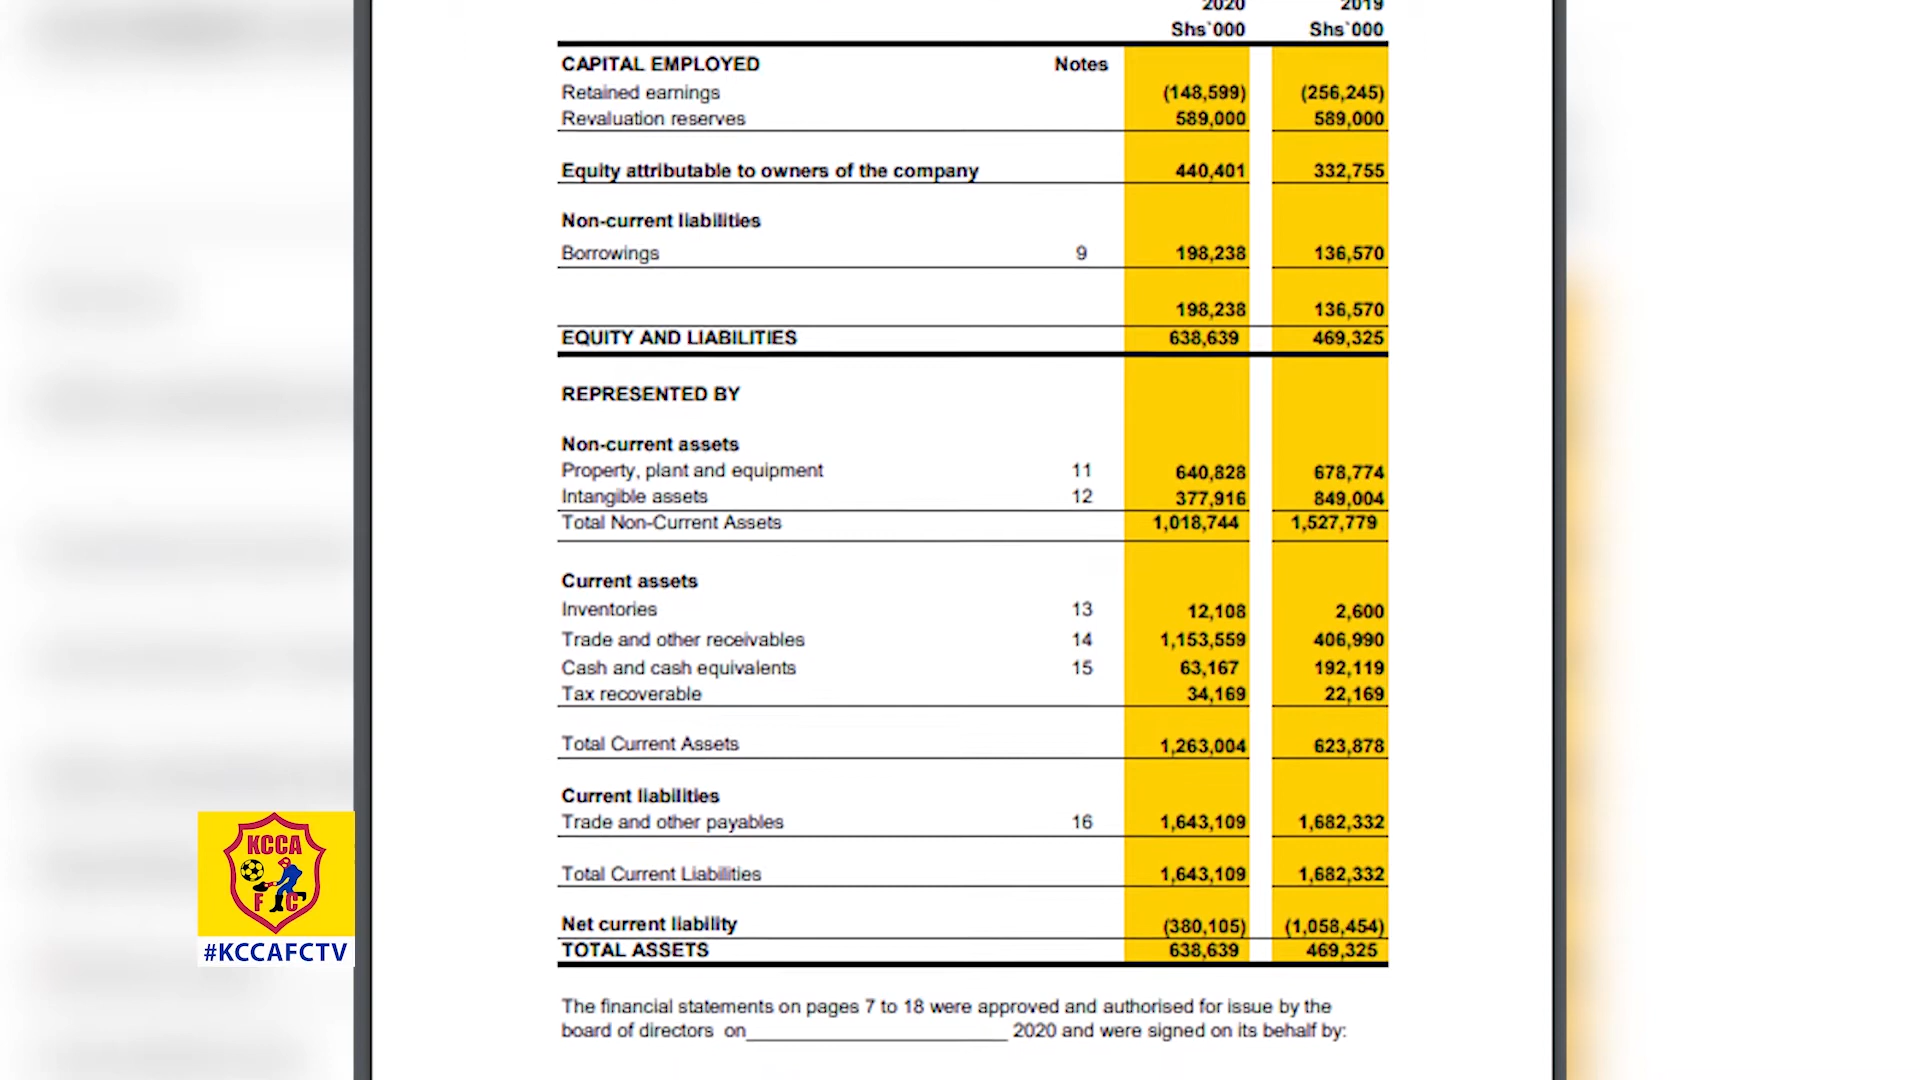 2020 2019
Shs`000 Shs`000
CAPITAL EMPLOYED Notes
Retained earnings (148,599) (256,245)
Revaluation reserves 589,000 589,000
Equity attributable to owners of the company 440,401 332,755
Non-current liabilities
Borrowings 9 198,238 136,570
198,238 136,570
EQUITY AND LIABILITIES 638,639 469,325
REPRESENTED BY
Non-current assets
Property, plant and equipment 11 640,828 678,774
Intangible assets 12 377,916 849,004
Total Non-Current Assets 1,018,744 1,527,779
Current assets
Inventories 13 12,108 2,600
Trade and other receivables 14 1,153,559 406,990
Cash and cash equivalents 15 63,167 192,119
Tax recoverable 34,169 22,169
Total Current Assets 1,263,004 623,878
Current liabilities
Trade and other payables 16 1,643,109 1,682,332
Total Current Liabilities 1,643,109 1,682,332
Net current liability (380,105) (1,058,454)
TOTAL ASSETS 638,639 469,325
The financial statements on pages 7 to 18 were approved and authorised for issue by the
board of directors on__________________________ 2020 and were signed on its behalf by:
KCCA
F C
#KCCAFCTV